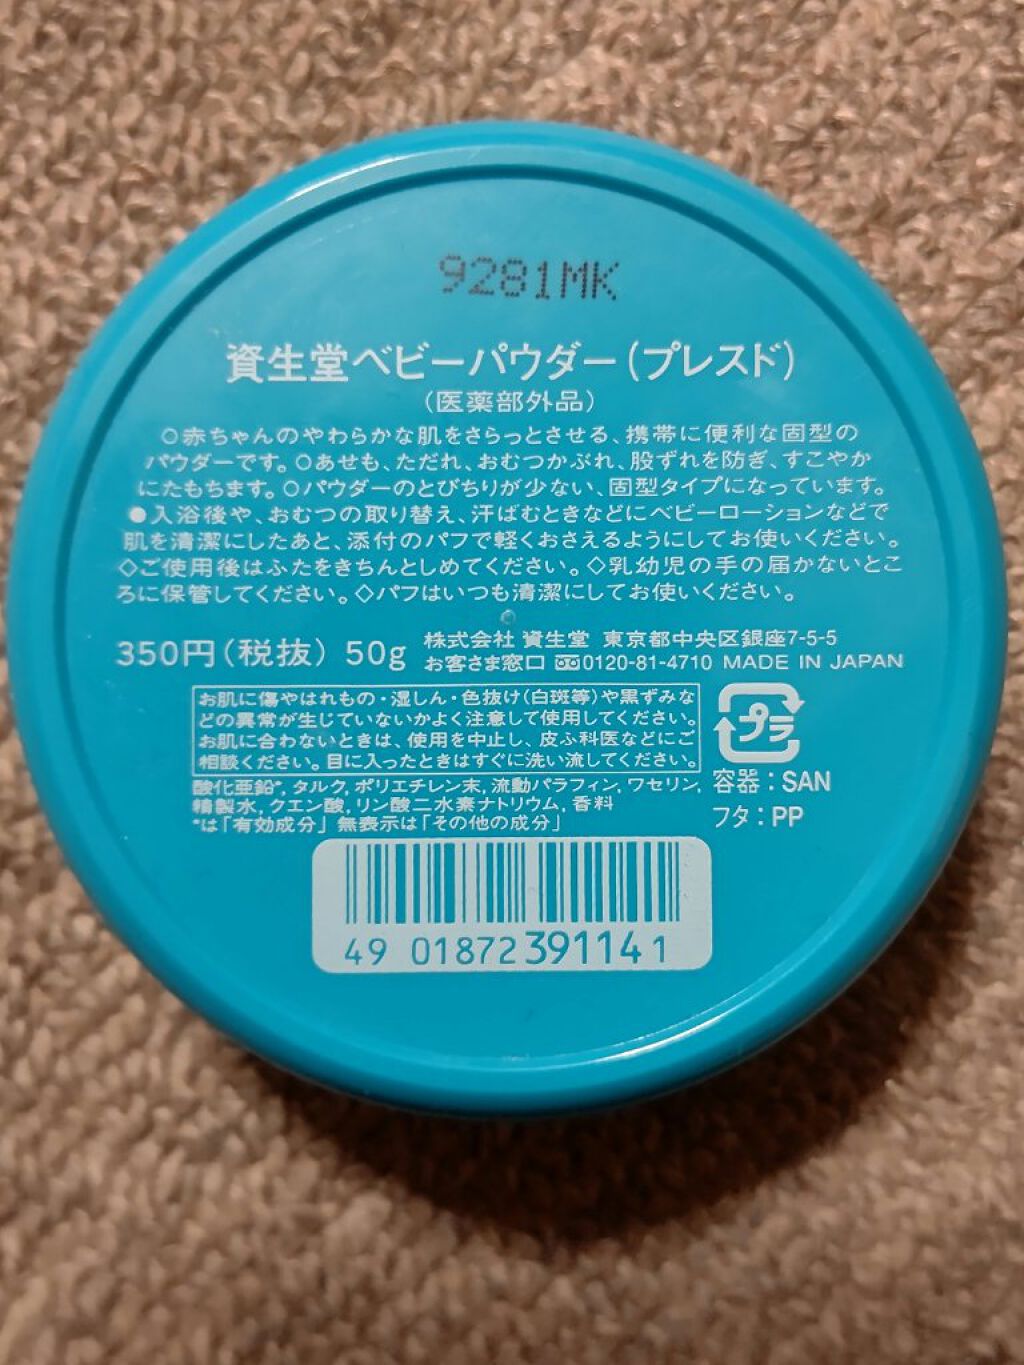 9281MK
資生堂ベビーパウダー(プレスド)
(医薬部外品)
○赤ちゃんのやわらかな肌をさらっとさせる、携帯に便利な固型の
パウダーです。○あせも、ただれ、おむつかぶれ、股ずれを防ぎ、すこやか
にたもちます。○パウダーのとびちりが少ない、固型タイプになっています。
●入浴後や、おむつの取り替え、汗ばむときなどにベビーローションなどで
肌を清潔にしたあと、添付のパフで軽くおさえるようにしてお使いください。
◇ご使用後はふたをきちんとしめてください。◇乳幼児の手の届かないとこ
ろに保管してください。◇パフはいつも清潔にしてお使いください。
350円(税抜) 50g
株式会社 資生堂 東京都中央区銀座7-5-5
お客さま窓口 0120-81-4710 MADE IN JAPAN
お肌に傷やはれもの・湿しん・色抜け(白斑等)や黒ずみな
どの異常が生じていないかよく注意して使用してください。
お肌に合わないときは、使用を中止し、皮ふ科医などにご
相談ください。目に入ったときはすぐに洗い流してください。
プラ
容器:SAN
フタ:PP
酸化亜鉛*, タルク, ポリエチレン末, 流動パラフィン, ワセリン,
精製水, クエン酸, リン酸二水素ナトリウム, 香料
*は「有効成分」無表示は「その他の成分」
49 01872 39114 1